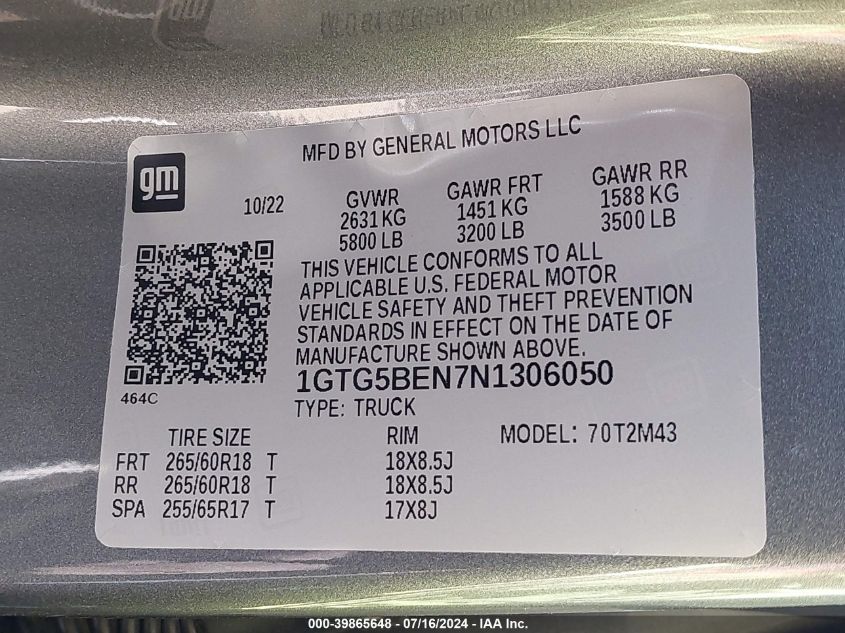 MFD BY GENERAL MOTORS LLC
gm
10/22
GVWR GAWR FRT GAWR RR
2631 KG 1451 KG 1588 KG
5800 LB 3200 LB 3500 LB
THIS VEHICLE CONFORMS TO ALL
APPLICABLE U.S. FEDERAL MOTOR
VEHICLE SAFETY AND THEFT PREVENTION
STANDARDS IN EFFECT ON THE DATE OF
MANUFACTURE SHOWN ABOVE.
464C
1GTG5BEN7N1306050
TYPE: TRUCK
TIRE SIZE RIM MODEL: 70T2M43
FRT 265/60R18 T 18X8.5J
RR 265/60R18 T 18X8.5J
SPA 255/65R17 T 17X8J
000-39865648 - 07/16/2024 - IAA Inc.